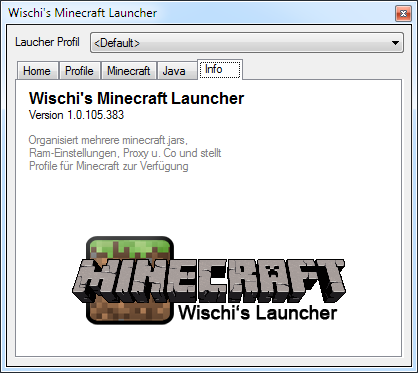 Wischi's Minecraft Launcher
Laucher Profil <Default>
Home Profile Minecraft Java Info
Wischi's Minecraft Launcher
Version 1.0.105.383
Organisiert mehrere minecraft.jars,
Ram-Einstellungen, Proxy u. Co und stellt
Profile für Minecraft zur Verfügung
MINECRAFT
Wischi's Launcher